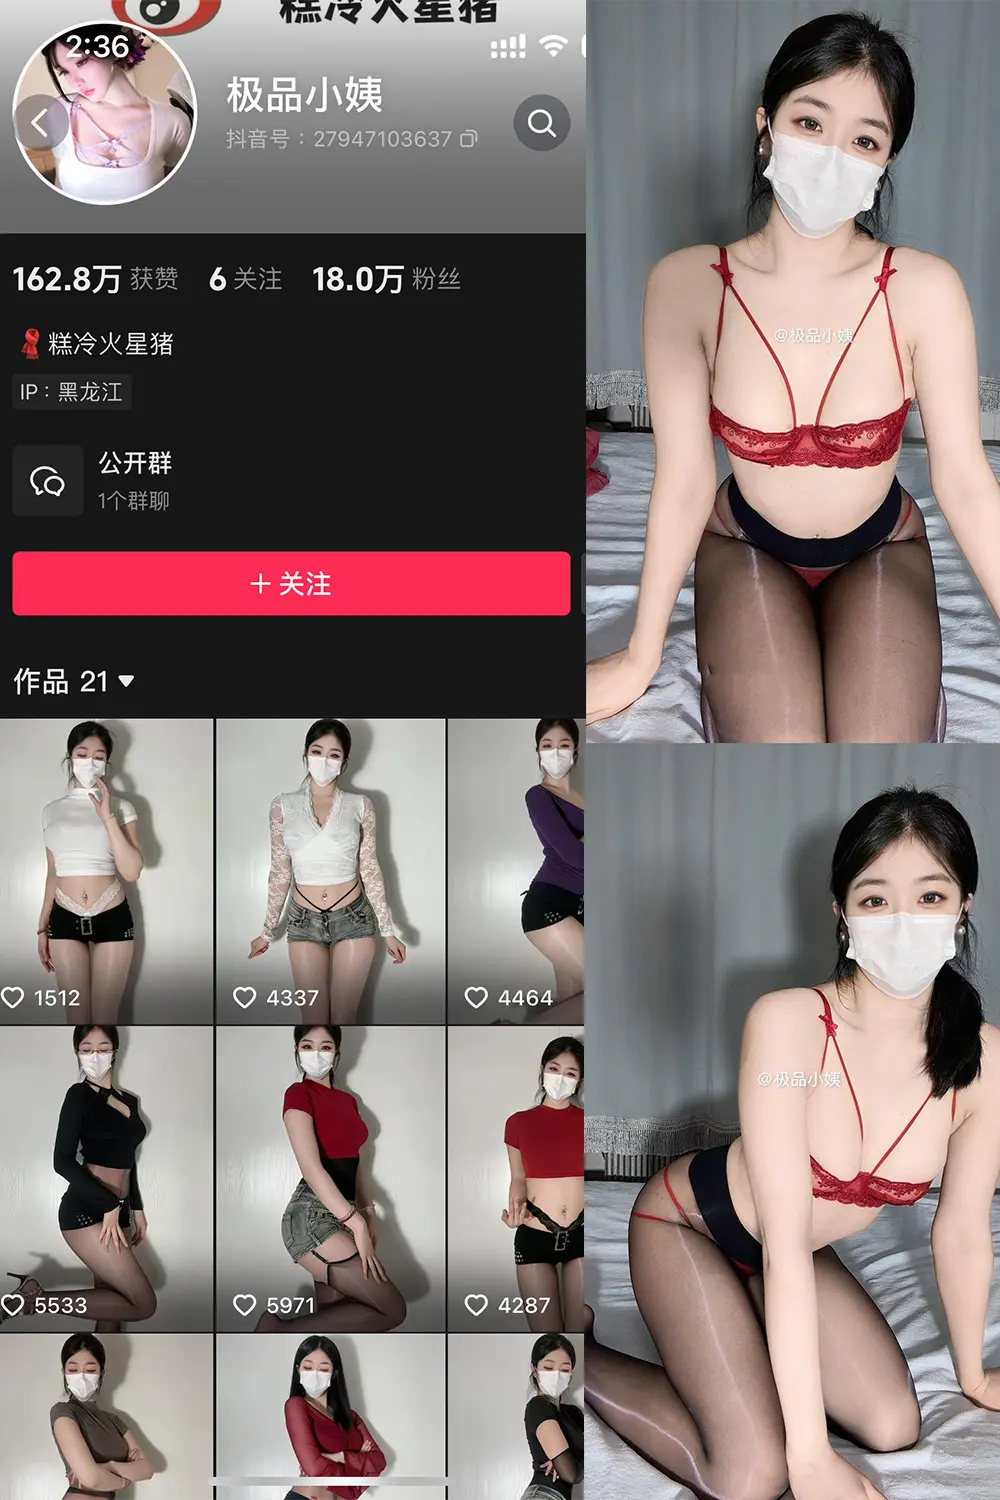 糕冷火星猪
2:36
极品小姨
抖音号：27947103637
162.8万 获赞 6 关注 18.0万 粉丝
糕冷火星猪
IP：黑龙江
公开群
1个群聊
＋ 关注
作品 21
1512
4337
4464
5533
5971
4287
@极品小姨
@极品小姨